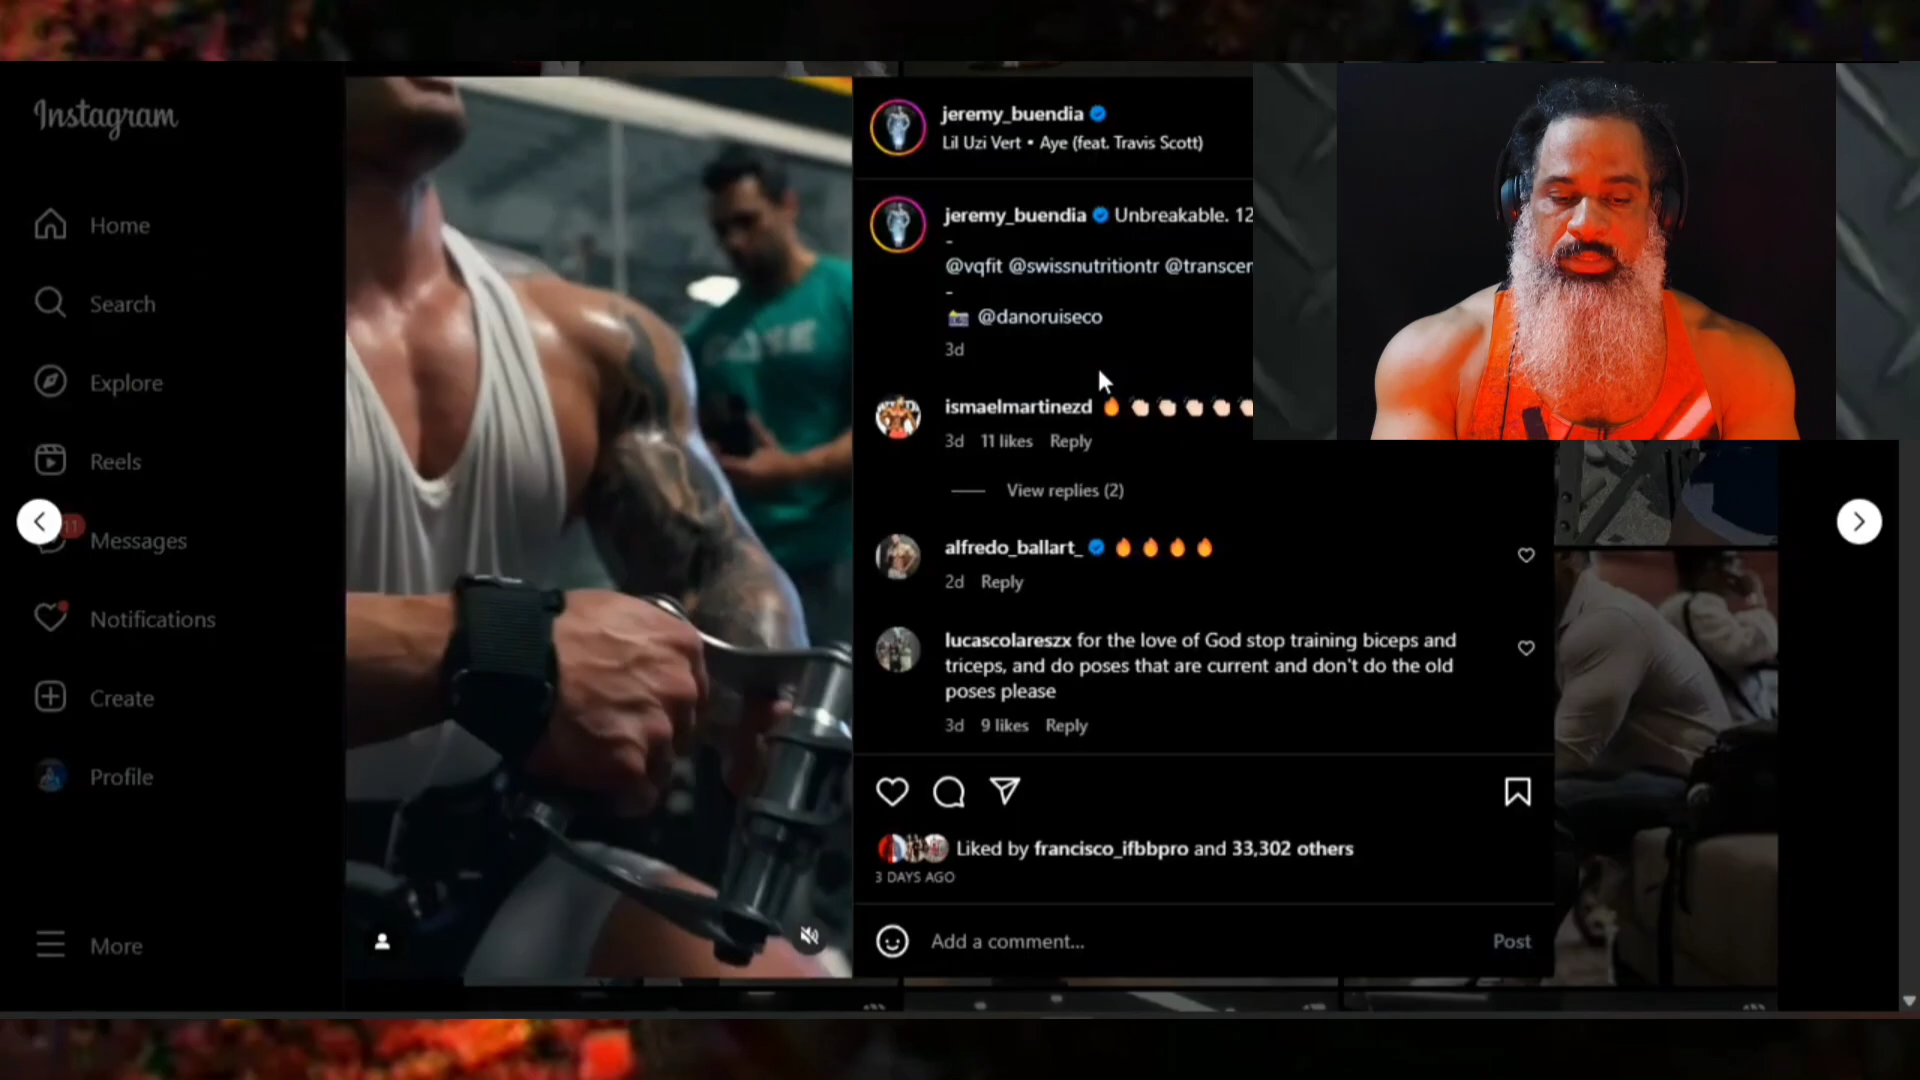 Instagram
Home
Search
Explore
Reels
11
Messages
Notifications
Create
Profile
More
jeremy_buendia
Lil Uzi Vert • Aye (feat. Travis Scott)
jeremy_buendia Unbreakable. 12
-
@vqfit @swissnutritiontr @transcen
-
📸 @danoruiseco
3d
ismaelmartinezd 🔥👏🏻👏🏻👏🏻👏🏻👏🏻
3d 11 likes Reply
View replies (2)
alfredo_ballart_ 🔥🔥🔥🔥
2d Reply
lucascolareszx for the love of God stop training biceps and
triceps, and do poses that are current and don't do the old
poses please
3d 9 likes Reply
Liked by francisco_ifbbpro and 33,302 others
3 DAYS AGO
Add a comment...
Post